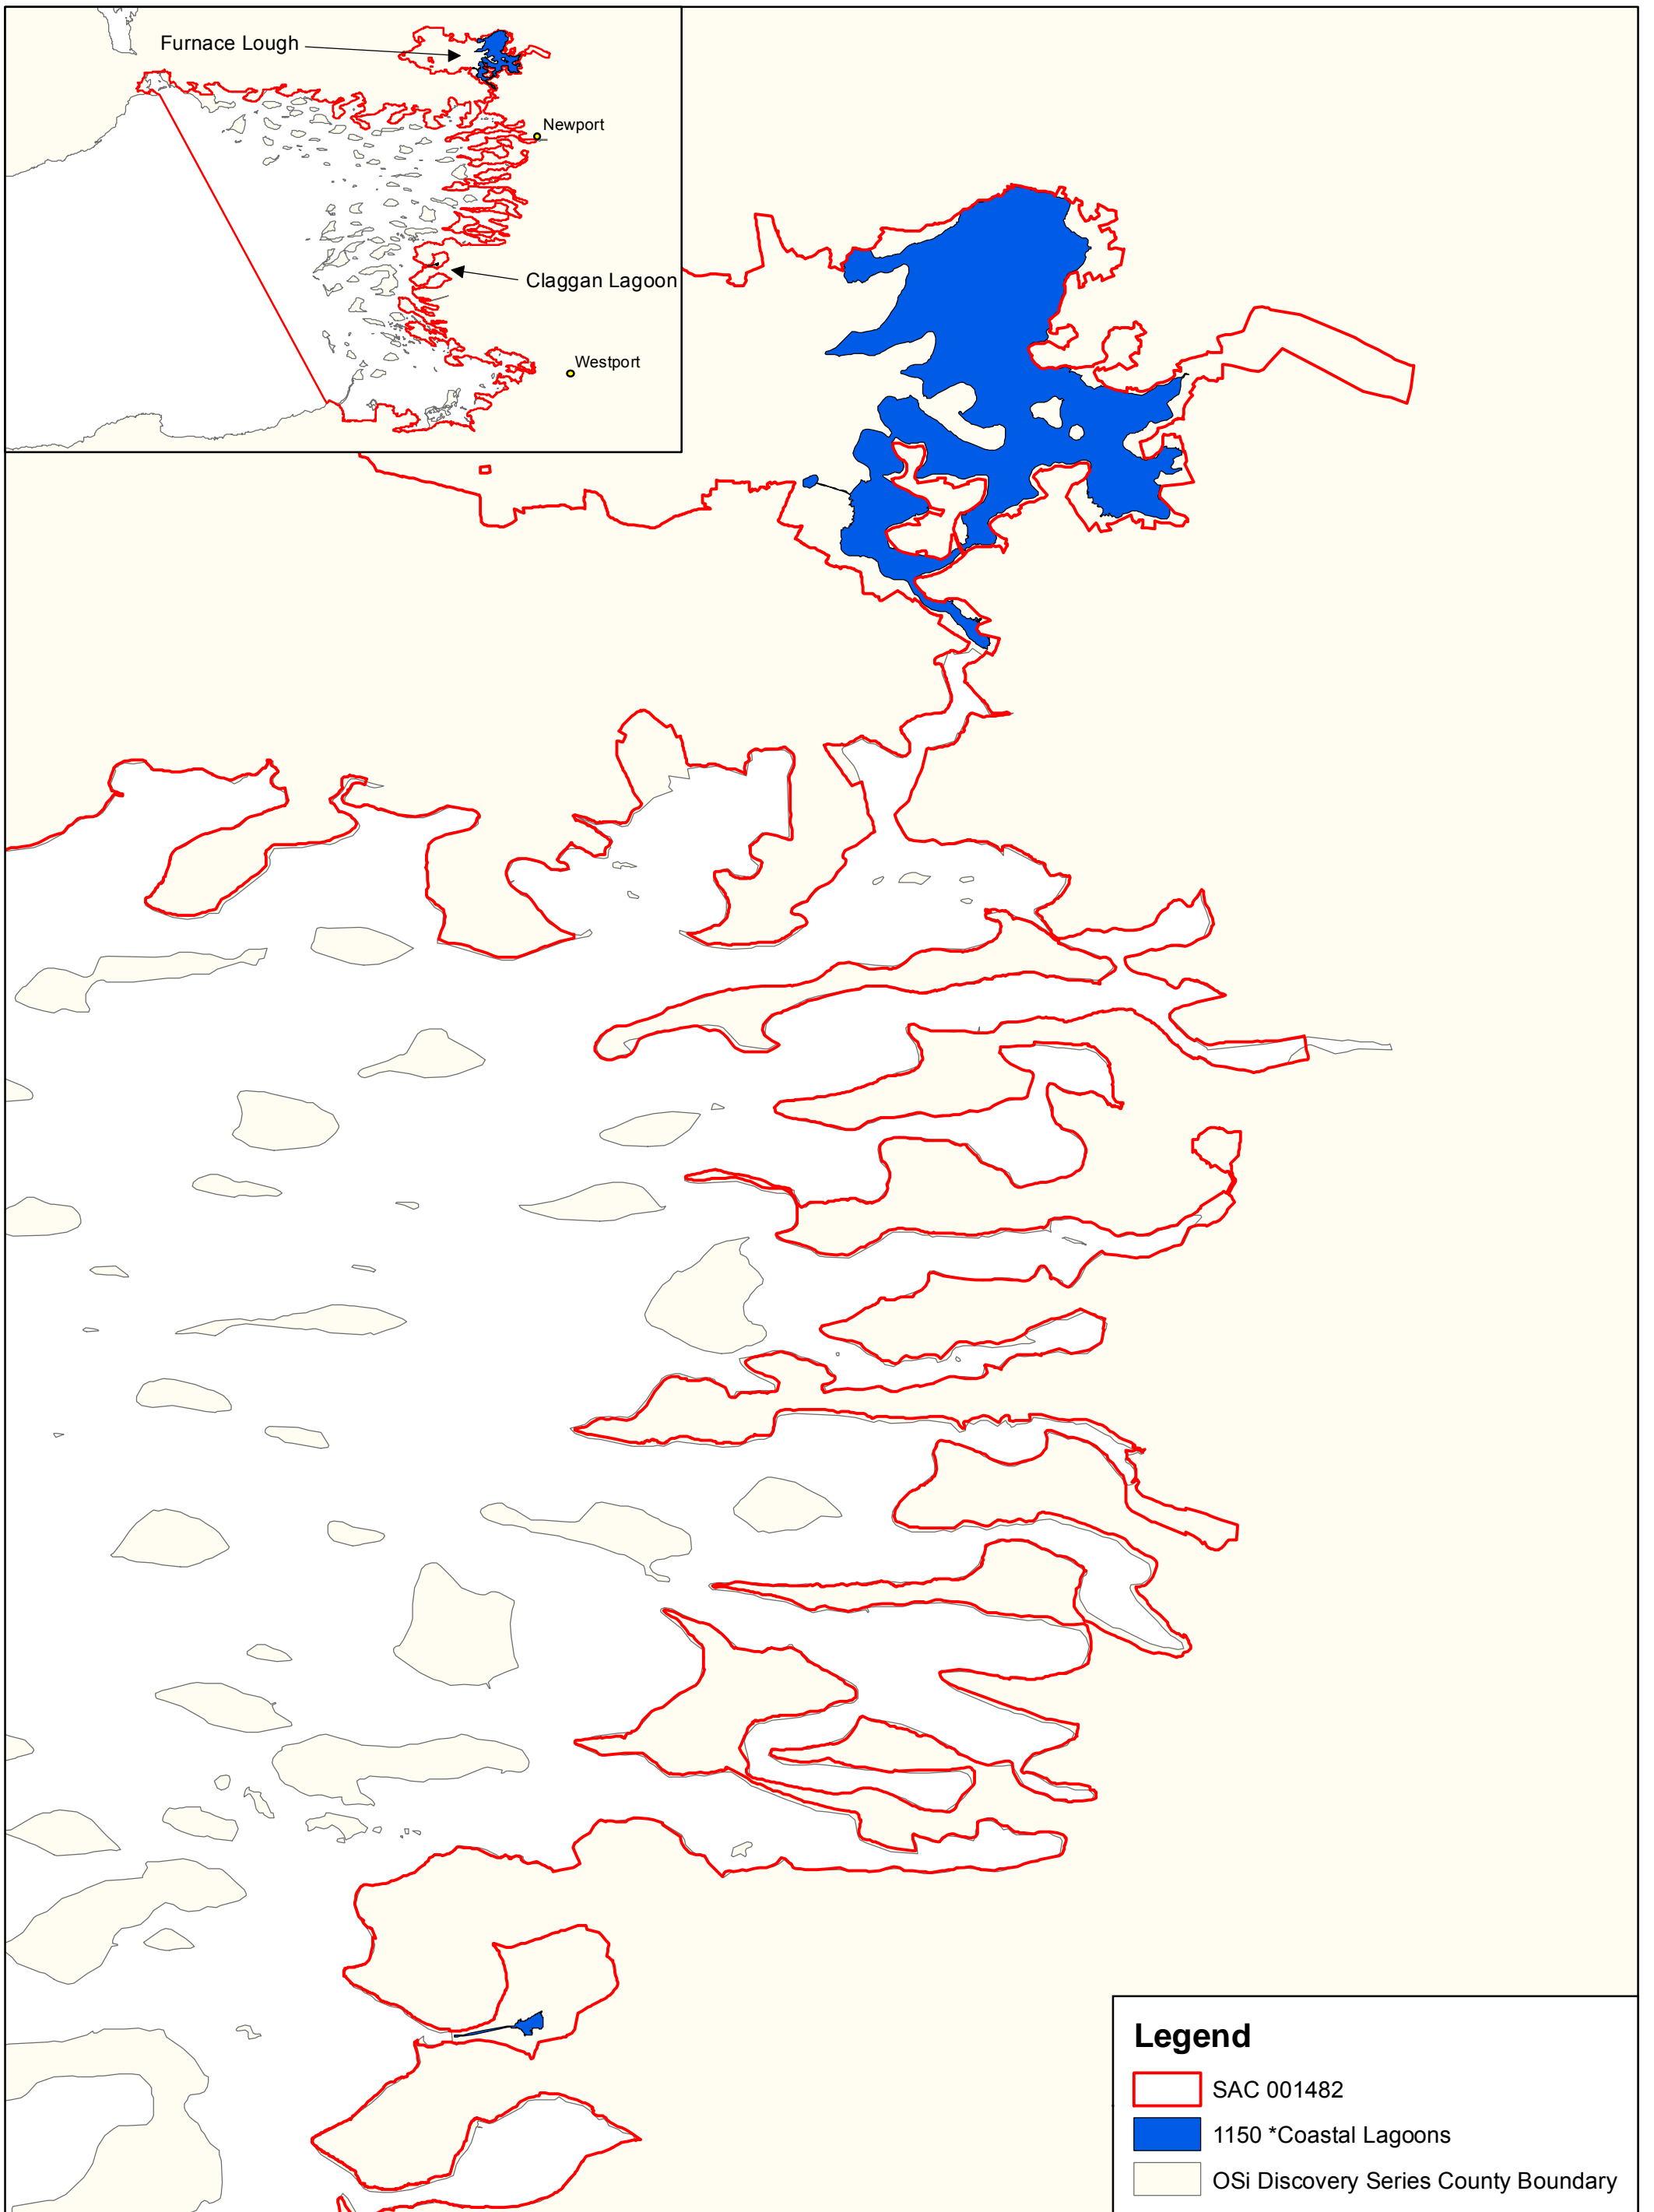 Furnace Lough
Newport
Claggan Lagoon
Westport
Legend
SAC 001482
1150 *Coastal Lagoons
OSi Discovery Series County Boundary